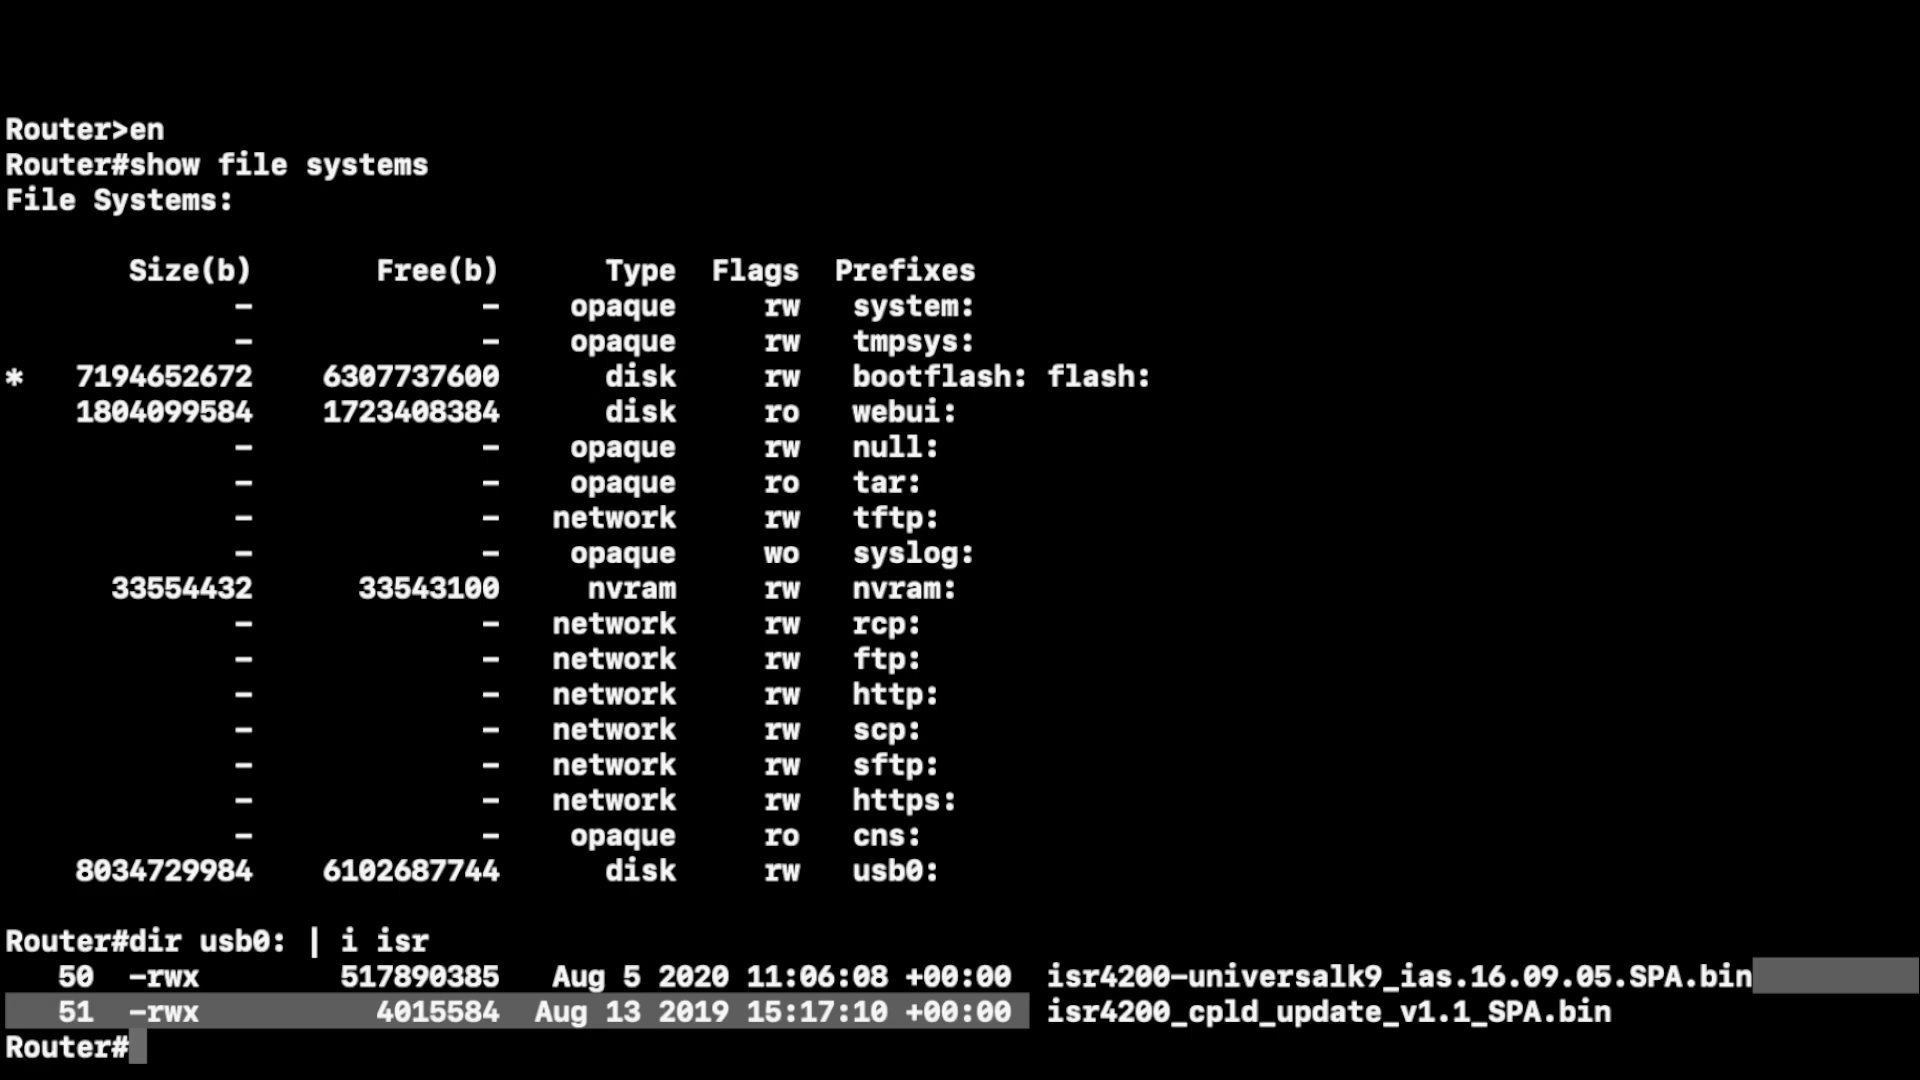 Router>en
Router#show file systems
File Systems:
Size(b) Free(b) Type Flags Prefixes
- - opaque rw system:
- - opaque rw tmpsys:
* 7194652672 6307737600 disk rw bootflash: flash:
1804099584 1723408384 disk ro webui:
- - opaque rw null:
- - opaque ro tar:
- - network rw tftp:
- - opaque wo syslog:
33554432 33543100 nvram rw nvram:
- - network rw rcp:
- - network rw ftp:
- - network rw http:
- - network rw scp:
- - network rw sftp:
- - network rw https:
- - opaque ro cns:
8034729984 6102687744 disk rw usb0:
Router#dir usb0: | i isr
50 -rwx 517890385 Aug 5 2020 11:06:08 +00:00 isr4200-universalk9_ias.16.09.05.SPA.bin
51 -rwx 4015584 Aug 13 2019 15:17:10 +00:00 isr4200_cpld_update_v1.1_SPA.bin
Router#